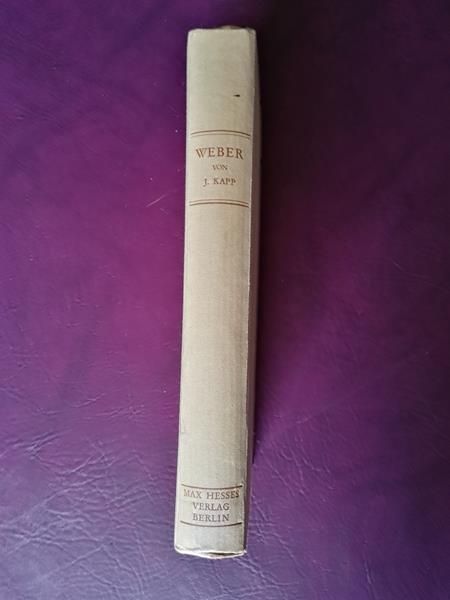 WEBER
VON
J. KAPP
MAX HESSES
VERLAG
BERLIN